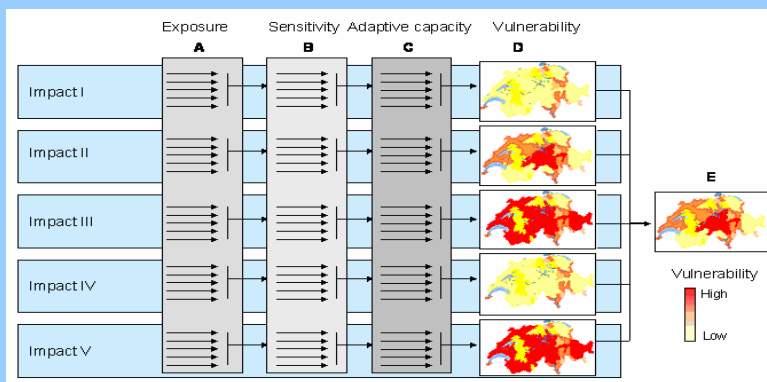 Exposure Sensitivity Adaptive capacity Vulnerability
A B C D
Impact I
Impact II
Impact III
E
Impact IV
Vulnerability
High
Low
Impact V